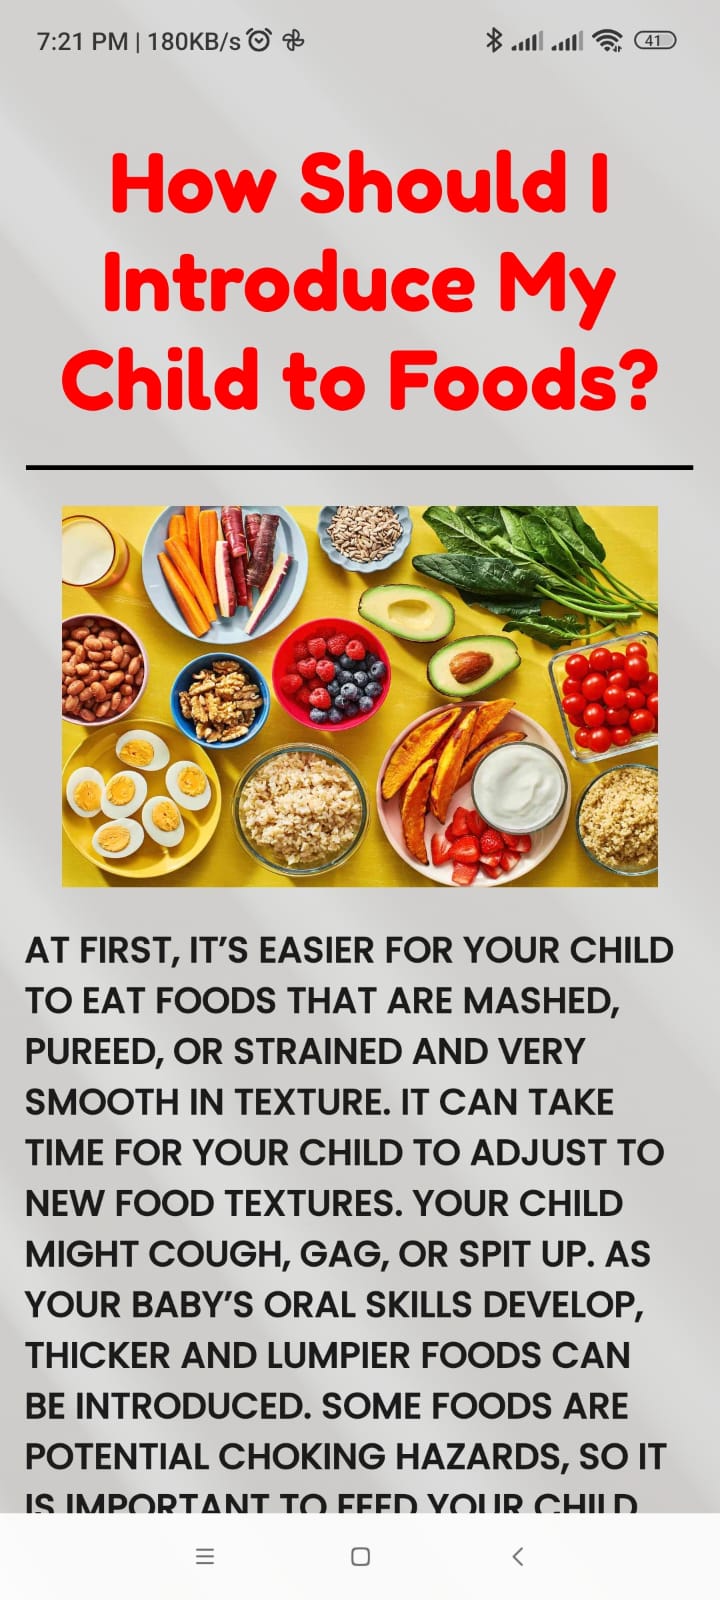 7:21 PM | 180KB/s
41
How Should I
Introduce My
Child to Foods?
AT FIRST, IT’S EASIER FOR YOUR CHILD
TO EAT FOODS THAT ARE MASHED,
PUREED, OR STRAINED AND VERY
SMOOTH IN TEXTURE. IT CAN TAKE
TIME FOR YOUR CHILD TO ADJUST TO
NEW FOOD TEXTURES. YOUR CHILD
MIGHT COUGH, GAG, OR SPIT UP. AS
YOUR BABY’S ORAL SKILLS DEVELOP,
THICKER AND LUMPIER FOODS CAN
BE INTRODUCED. SOME FOODS ARE
POTENTIAL CHOKING HAZARDS, SO IT
IS IMPORTANT TO FEED YOUR CHILD